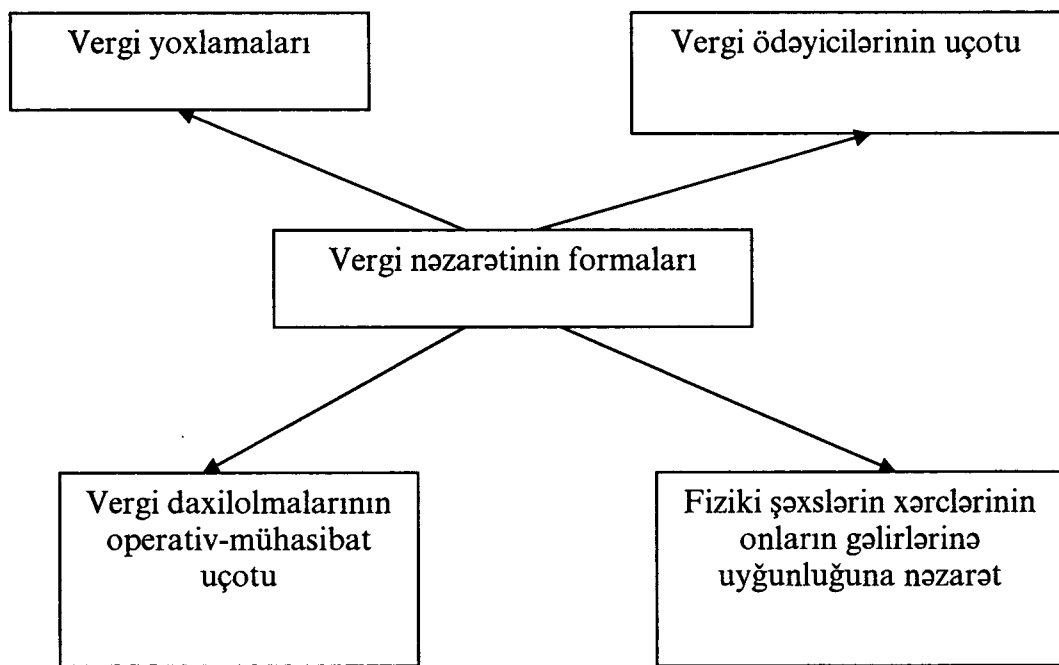 Vergi yoxlamaları
Vergi ödəyicilərinin uçotu
Vergi nəzarətinin formaları
Vergi daxilolmalarının
operativ-mühasibat
uçotu
Fiziki şəxslərin xərclərinin
onların gəlirlərinə
uyğunluğuna nəzarət